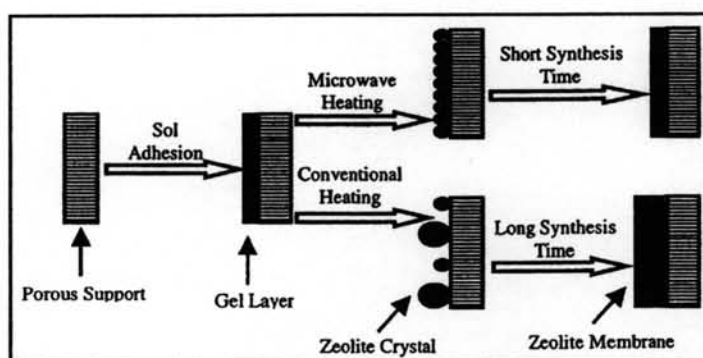 Microwave
Heating
Short Synthesis
Time
Sol
Adhesion
Conventional
Heating
Long Synthesis
Time
Porous Support
Gel Layer
Zeolite Crystal
Zeolite Membrane